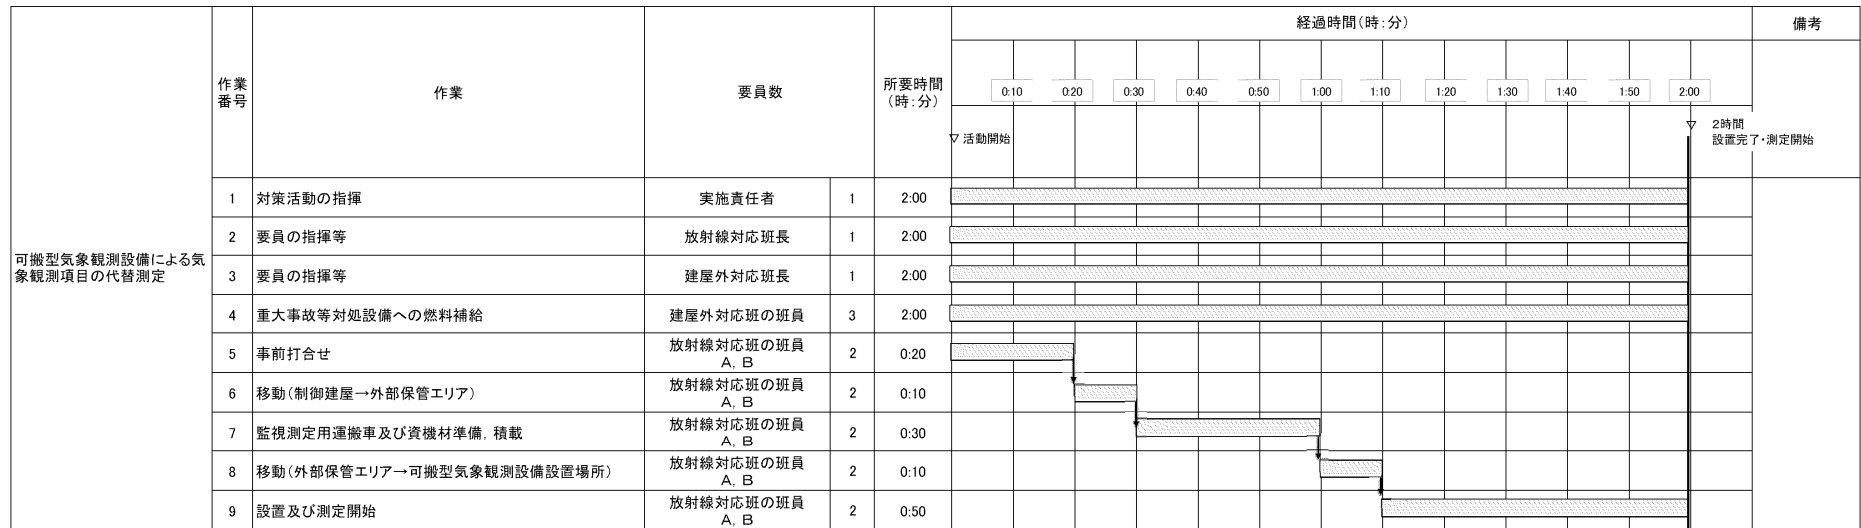 経過時間(時:分)
備考
作業
番号
作業
要員数
所要時間
(時:分)
0:10 0:20 0:30 0:40 0:50 1:00 1:10 1:20 1:30 1:40 1:50 2:00
▽ 活動開始
▽ 2時間
設置完了・測定開始
可搬型気象観測設備による気
象観測項目の代替測定
1 対策活動の指揮 実施責任者 1 2:00
2 要員の指揮等 放射線対応班長 1 2:00
3 要員の指揮等 建屋外対応班長 1 2:00
4 重大事故等対処設備への燃料補給 建屋外対応班の班員 3 2:00
5 事前打合せ 放射線対応班の班員 2 0:20
A, B
6 移動(制御建屋→外部保管エリア) 放射線対応班の班員 2 0:10
A, B
7 監視測定用運搬車及び資機材準備, 積載 放射線対応班の班員 2 0:30
A, B
8 移動(外部保管エリア→可搬型気象観測設備設置場所) 放射線対応班の班員 2 0:10
A, B
9 設置及び測定開始 放射線対応班の班員 2 0:50
A, B